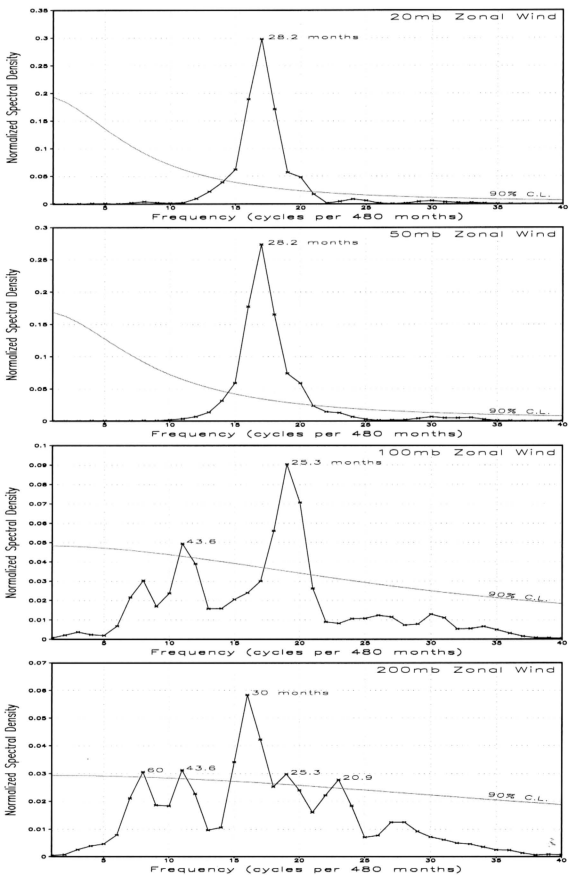 20mb Zonal Wind
28.2 months
90% C.L.
Normalized Spectral Density
0.35
0.3
0.25
0.2
0.15
0.1
0.05
0
5 10 15 20 25 30 35 40
Frequency (cycles per 480 months)
50mb Zonal Wind
28.2 months
90% C.L.
Normalized Spectral Density
0.3
0.25
0.2
0.15
0.1
0.05
0
5 10 15 20 25 30 35 40
Frequency (cycles per 480 months)
100mb Zonal Wind
25.3 months
43.6
90% C.L.
Normalized Spectral Density
0.1
0.09
0.08
0.07
0.06
0.05
0.04
0.03
0.02
0.01
0
5 10 15 20 25 30 35 40
Frequency (cycles per 480 months)
200mb Zonal Wind
30 months
60
43.6
25.3
20.9
90% C.L.
Normalized Spectral Density
0.07
0.06
0.05
0.04
0.03
0.02
0.01
0
5 10 15 20 25 30 35 40
Frequency (cycles per 480 months)